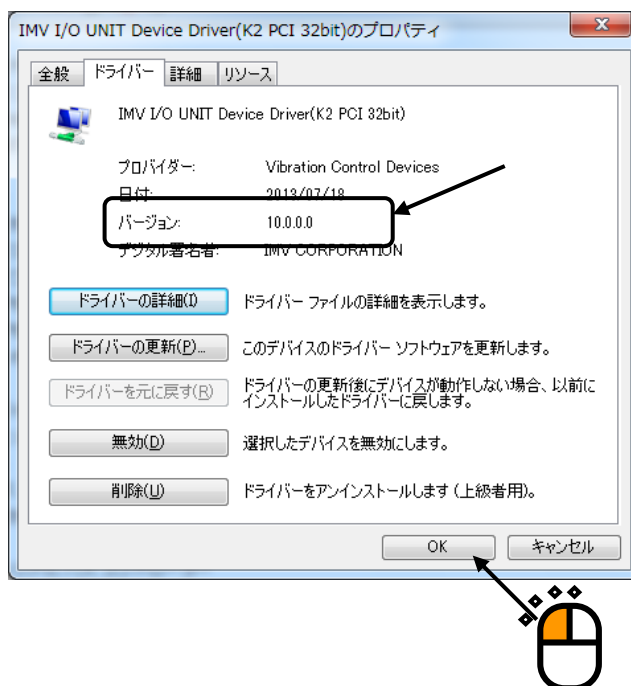 IMV I/O UNIT Device Driver(K2 PCI 32bit)のプロパティ
全般 ドライバー 詳細 リソース
IMV I/O UNIT Device Driver(K2 PCI 32bit)
プロバイダー: Vibration Control Devices
日付: 2013/07/18
バージョン: 10.0.0.0
デジタル署名者: IMV CORPORATION
ドライバーの詳細(I) ドライバー ファイルの詳細を表示します。
ドライバーの更新(P)... このデバイスのドライバー ソフトウェアを更新します。
ドライバーを元に戻す(R) ドライバーの更新後にデバイスが動作しない場合、以前に
インストールしたドライバーに戻します。
無効(D) 選択したデバイスを無効にします。
削除(U) ドライバーをアンインストールします (上級者用)。
OK キャンセル